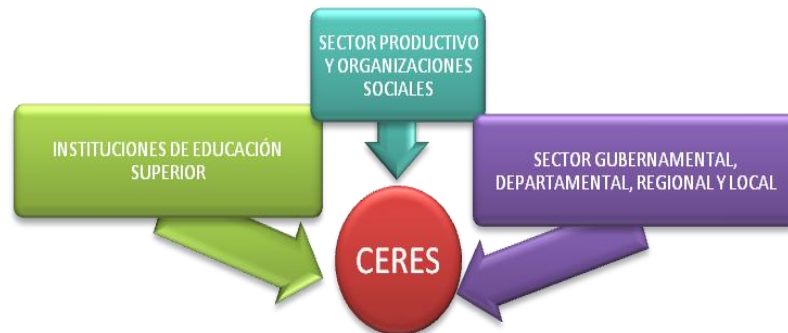 SECTOR PRODUCTIVO
Y ORGANIZACIONES
SOCIALES
INSTITUCIONES DE EDUCACIÓN
SUPERIOR
SECTOR GUBERNAMENTAL,
DEPARTAMENTAL, REGIONAL Y LOCAL
CERES